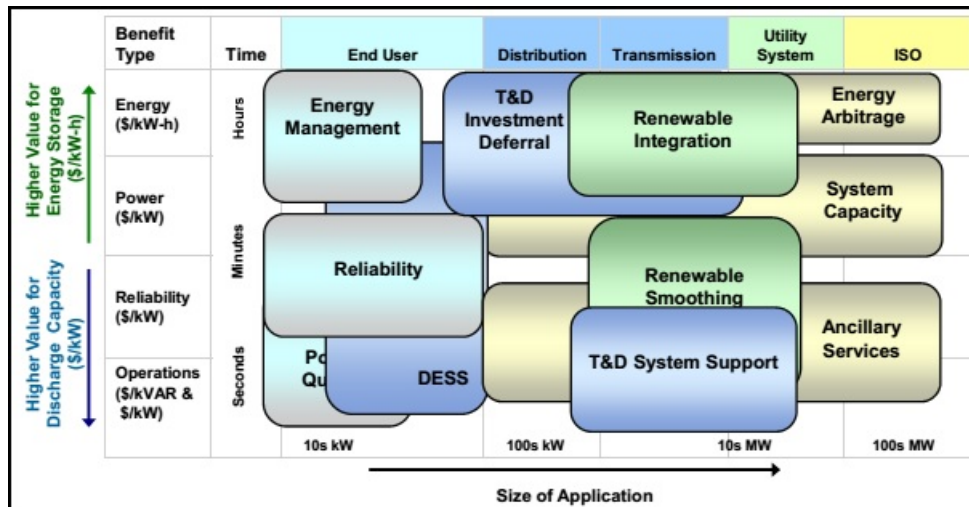 Benefit
Type
Time
End User
Distribution
Transmission
Utility
System
ISO
Higher Value for
Energy Storage
($/kW-h)
Higher Value for
Discharge Capacity
($/kW)
Energy
($/kW-h)
Power
($/kW)
Reliability
($/kW)
Operations
($/kVAR &
$/kW)
Hours
Minutes
Seconds
Energy
Management
T&D
Investment
Deferral
Renewable
Integration
Energy
Arbitrage
System
Capacity
Reliability
Renewable
Smoothing
Ancillary
Services
T&D System Support
DESS
Po
Qu
10s kW
100s kW
10s MW
100s MW
Size of Application